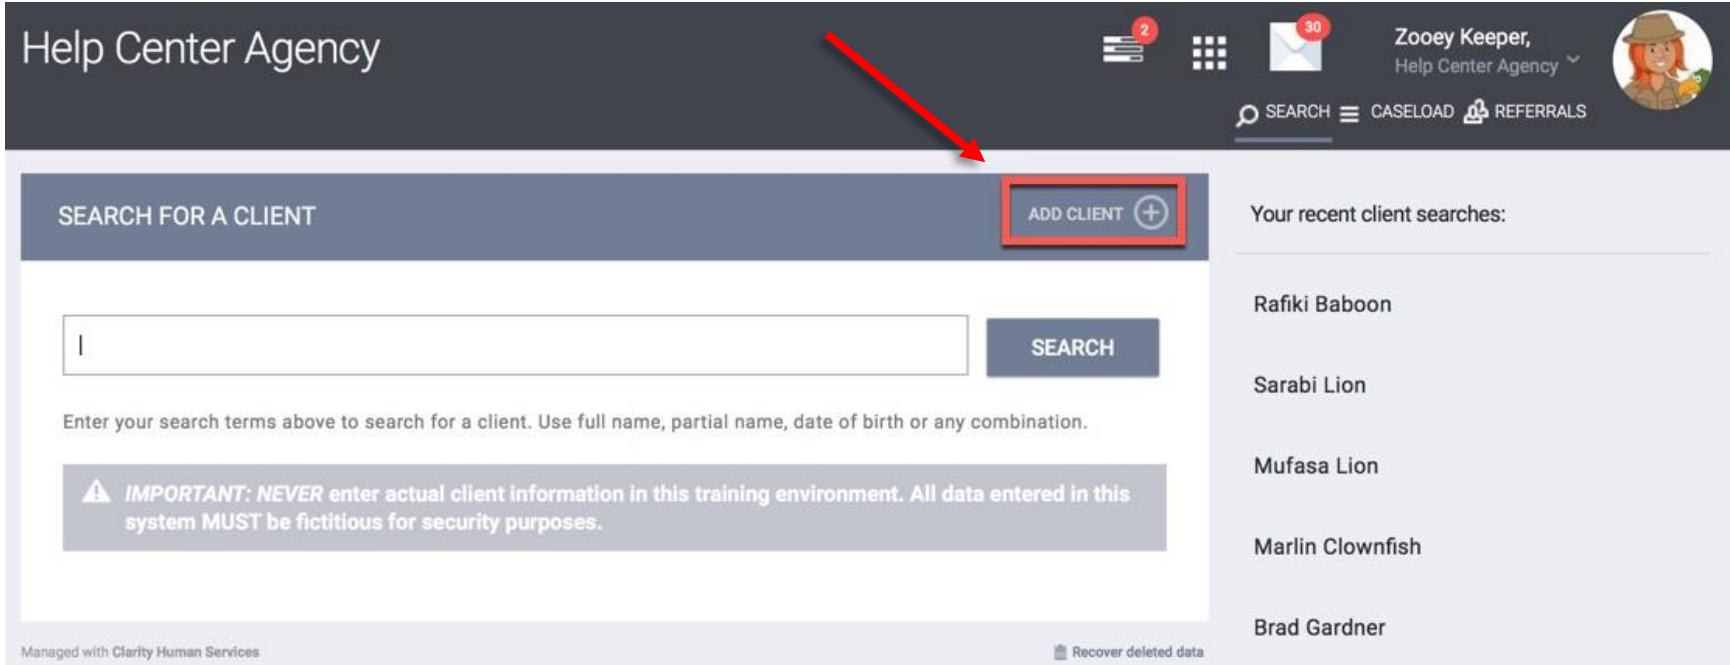 Help Center Agency
2
30
Zooey Keeper,
Help Center Agency
SEARCH
CASELOAD
REFERRALS
SEARCH FOR A CLIENT
ADD CLIENT
SEARCH
Enter your search terms above to search for a client. Use full name, partial name, date of birth or any combination.
IMPORTANT: NEVER enter actual client information in this training environment. All data entered in this
system MUST be fictitious for security purposes.
Managed with Clarity Human Services
Recover deleted data
Your recent client searches:
Rafiki Baboon
Sarabi Lion
Mufasa Lion
Marlin Clownfish
Brad Gardner